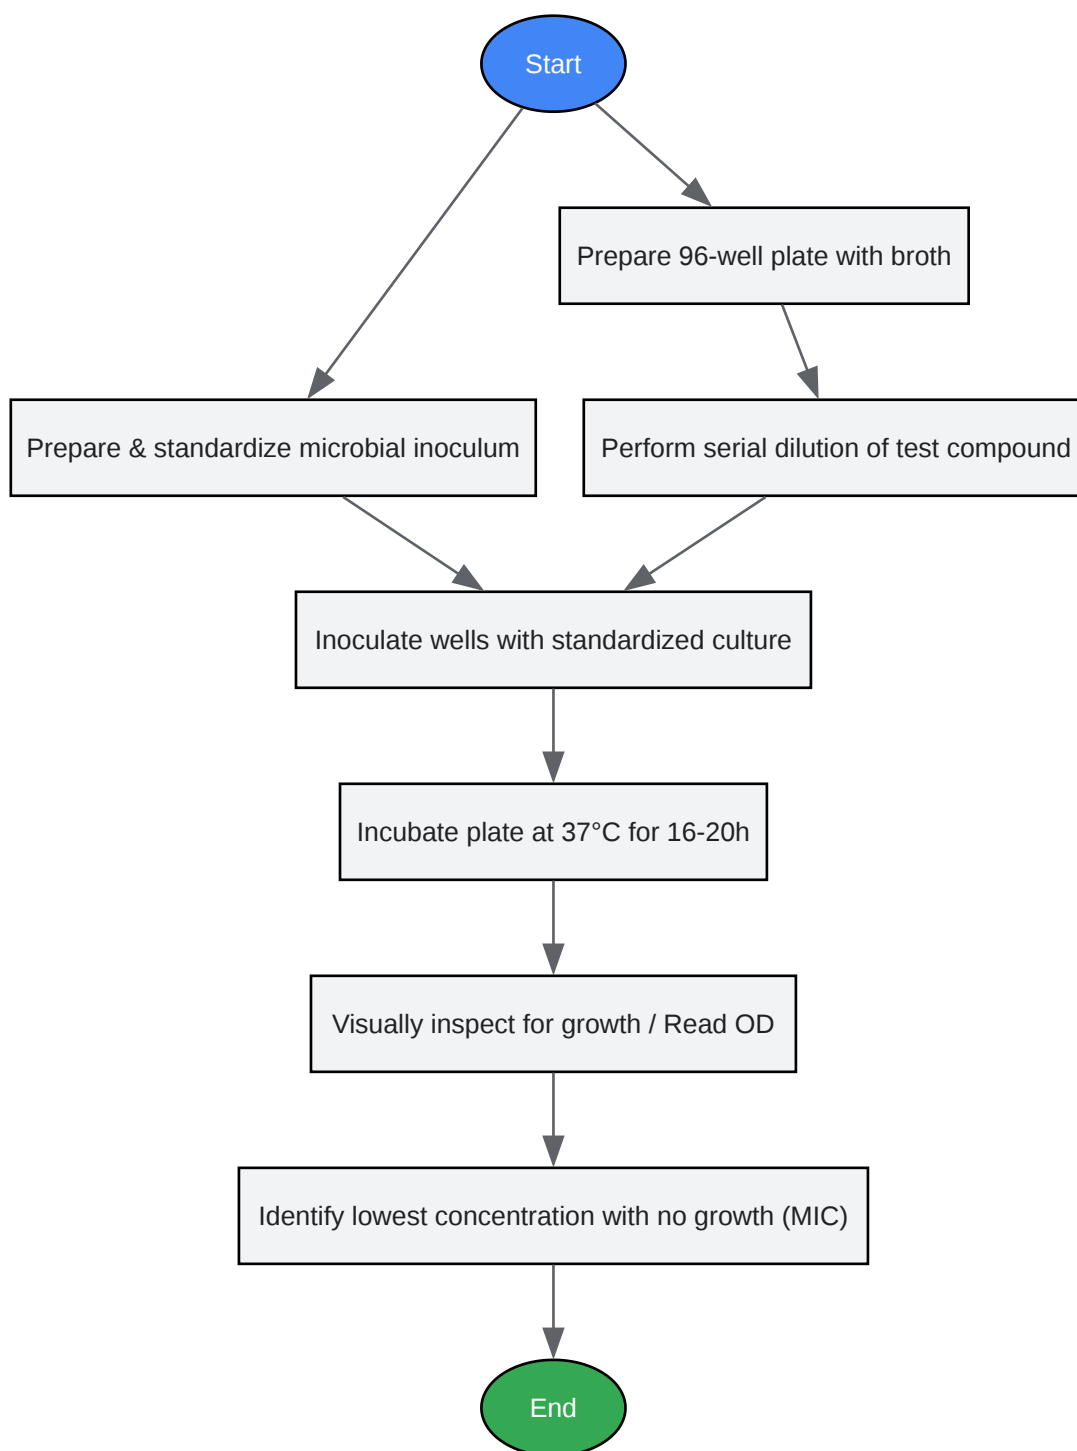 Start
Prepare 96-well plate with broth
Prepare & standardize microbial inoculum
Perform serial dilution of test compound
Inoculate wells with standardized culture
Incubate plate at 37°C for 16-20h
Visually inspect for growth / Read OD
Identify lowest concentration with no growth (MIC)
End